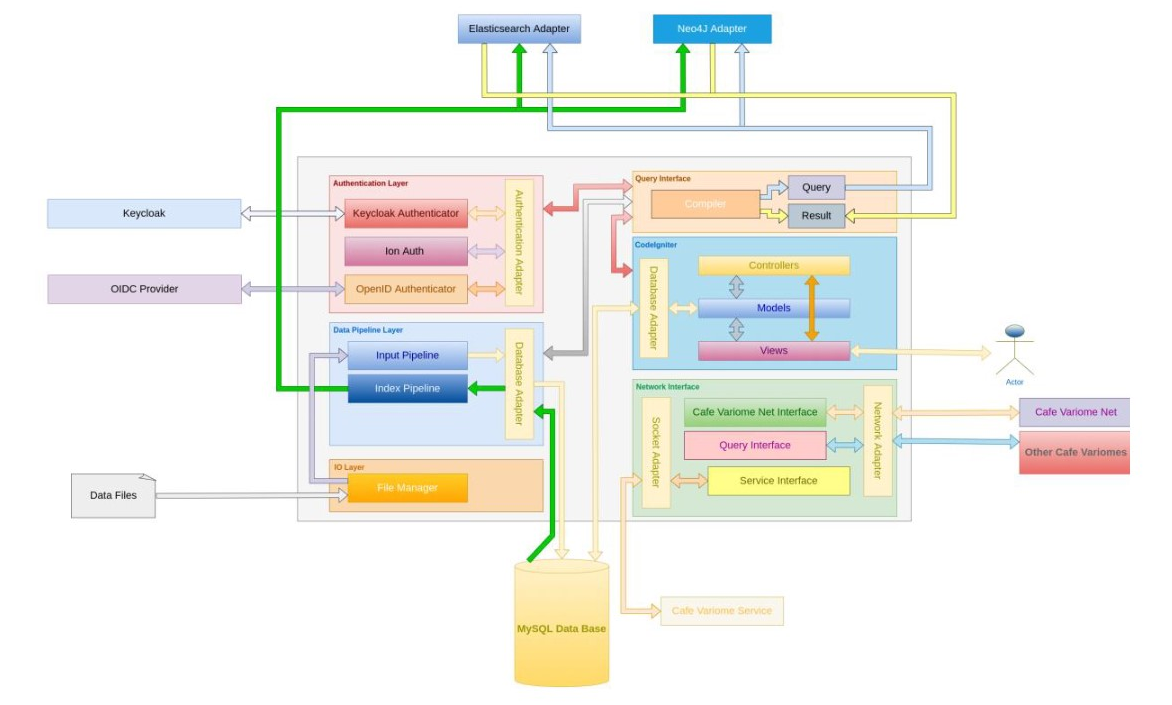 Elasticsearch Adapter
Neo4J Adapter
Authentication Layer
Keycloak Authenticator
Ion Auth
OpenID Authenticator
Authentication Adapter
Query Interface
Compiler
Query
Result
Keycloak
OIDC Provider
CodeIgniter
Database Adapter
Controllers
Models
Views
Actor
Data Pipeline Layer
Input Pipeline
Index Pipeline
Database Adapter
Network Interface
Socket Adapter
Cafe Variome Net Interface
Query Interface
Service Interface
Network Adapter
Cafe Variome Net
Other Cafe Variomes
IO Layer
File Manager
Data Files
MySQL Data Base
Cafe Variome Service